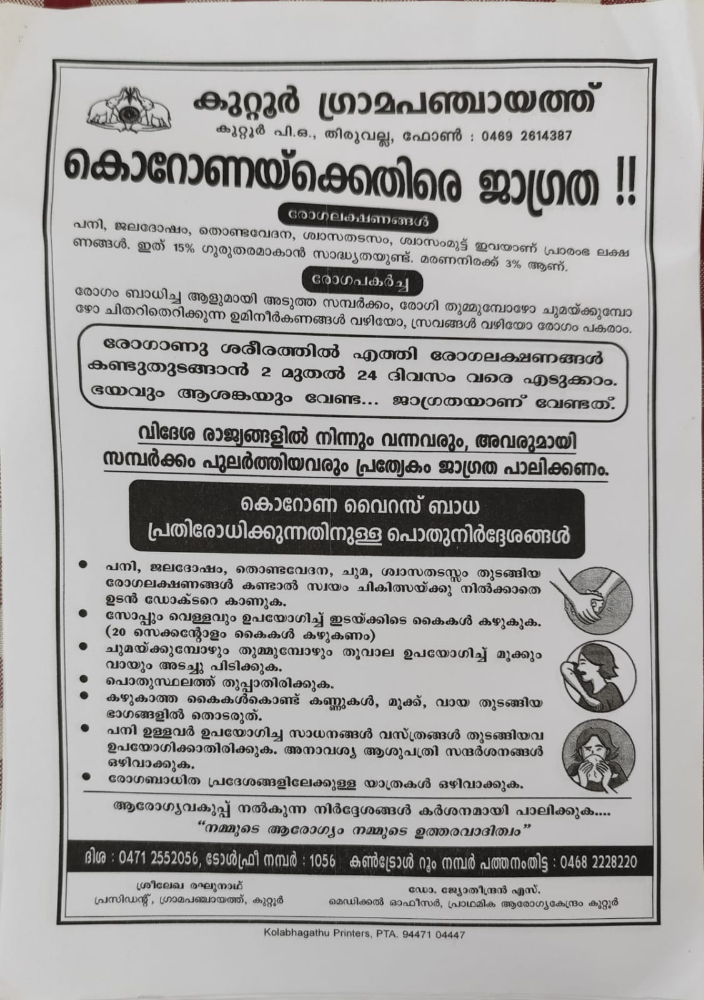 കുറ്റൂർ ഗ്രാമപഞ്ചായത്ത്
കുറ്റൂർ പി.ഒ., തിരുവല്ല, ഫോൺ : 0469 2614387
കൊറോണയ്ക്കെതിരെ ജാഗ്രത !!
രോഗലക്ഷണങ്ങൾ
പനി, ജലദോഷം, തൊണ്ടവേദന, ശ്വാസതടസം, ശ്വാസംമുട്ട് ഇവയാണ് പ്രാരംഭ ലക്ഷ
ണങ്ങൾ. ഇത് 15% ഗുരുതരമാകാൻ സാദ്ധ്യതയുണ്ട്. മരണനിരക്ക് 3% ആണ്.
രോഗപകർച്ച
രോഗം ബാധിച്ച ആളുമായി അടുത്ത സമ്പർക്കം, രോഗി തുമ്മുമ്പോഴോ ചുമയ്ക്കുമ്പോ
ഴോ ചിതറിതെറിക്കുന്ന ഉമിനീർകണങ്ങൾ വഴിയോ, സ്രവങ്ങൾ വഴിയോ രോഗം പകരാം.
രോഗാണു ശരീരത്തിൽ എത്തി രോഗലക്ഷണങ്ങൾ
കണ്ടുതുടങ്ങാൻ 2 മുതൽ 24 ദിവസം വരെ എടുക്കാം.
ഭയവും ആശങ്കയും വേണ്ട... ജാഗ്രതയാണ് വേണ്ടത്.
വിദേശ രാജ്യങ്ങളിൽ നിന്നും വന്നവരും, അവരുമായി
സമ്പർക്കം പുലർത്തിയവരും പ്രത്യേകം ജാഗ്രത പാലിക്കണം.
കൊറോണ വൈറസ് ബാധ
പ്രതിരോധിക്കുന്നതിനുള്ള പൊതുനിർദ്ദേശങ്ങൾ
• പനി, ജലദോഷം, തൊണ്ടവേദന, ചുമ, ശ്വാസതടസ്സം തുടങ്ങിയ
രോഗലക്ഷണങ്ങൾ കണ്ടാൽ സ്വയം ചികിത്സയ്ക്കു നിൽക്കാതെ
ഉടൻ ഡോക്ടറെ കാണുക.
• സോപ്പും വെള്ളവും ഉപയോഗിച്ച് ഇടയ്ക്കിടെ കൈകൾ കഴുകുക.
(20 സെക്കന്റോളം കൈകൾ കഴുകണം)
• ചുമയ്ക്കുമ്പോഴും തുമ്മുമ്പോഴും തൂവാല ഉപയോഗിച്ച് മൂക്കും
വായും അടച്ചു പിടിക്കുക.
• പൊതുസ്ഥലത്ത് തുപ്പാതിരിക്കുക.
• കഴുകാത്ത കൈകൾകൊണ്ട് കണ്ണുകൾ, മൂക്ക്, വായ തുടങ്ങിയ
ഭാഗങ്ങളിൽ തൊടരുത്.
• പനി ഉള്ളവർ ഉപയോഗിച്ച സാധനങ്ങൾ വസ്ത്രങ്ങൾ തുടങ്ങിയവ
ഉപയോഗിക്കാതിരിക്കുക. അനാവശ്യ ആശുപത്രി സന്ദർശനങ്ങൾ
ഒഴിവാക്കുക.
• രോഗബാധിത പ്രദേശങ്ങളിലേക്കുള്ള യാത്രകൾ ഒഴിവാക്കുക.
ആരോഗ്യവകുപ്പ് നൽകുന്ന നിർദ്ദേശങ്ങൾ കർശനമായി പാലിക്കുക....
“നമ്മുടെ ആരോഗ്യം നമ്മുടെ ഉത്തരവാദിത്വം”
ദിശ : 0471 2552056, ടോൾഫ്രീ നമ്പർ : 1056 കൺട്രോൾ റൂം നമ്പർ പത്തനംതിട്ട : 0468 2228220
ശ്രീലേഖ രഘുനാഥ്
പ്രസിഡന്റ്, ഗ്രാമപഞ്ചായത്ത്, കുറ്റൂർ
ഡോ. ജ്യോതീന്ദ്രൻ എസ്.
മെഡിക്കൽ ഓഫീസർ, പ്രാഥമിക ആരോഗ്യകേന്ദ്രം കുറ്റൂർ
Kolabhagathu Printers, PTA. 94471 04447